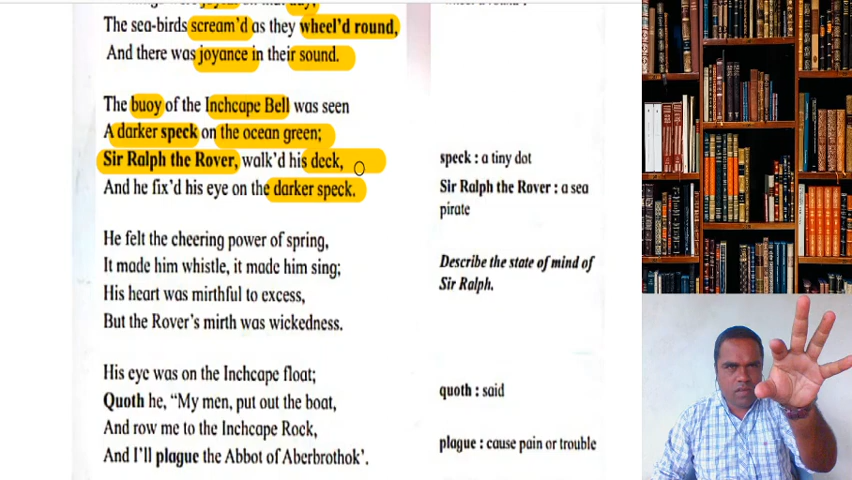 The sea-birds scream'd as they wheel'd round,
And there was joyance in their sound.
The buoy of the Inchcape Bell was seen
A darker speck on the ocean green;
Sir Ralph the Rover, walk'd his deck,
And he fix'd his eye on the darker speck.
He felt the cheering power of spring,
It made him whistle, it made him sing;
His heart was mirthful to excess,
But the Rover's mirth was wickedness.
His eye was on the Inchcape float;
Quoth he, “My men, put out the boat,
And row me to the Inchcape Rock,
And I'll plague the Abbot of Aberbrothok'.
speck : a tiny dot
Sir Ralph the Rover : a sea
pirate
Describe the state of mind of
Sir Ralph.
quoth : said
plague : cause pain or trouble